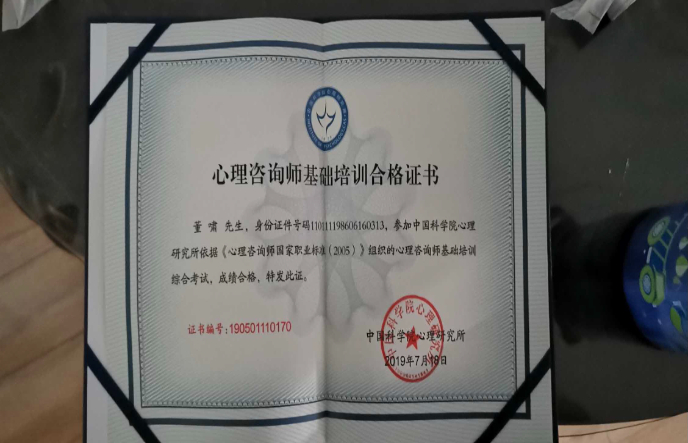 心理咨询师基础培训合格证书
董 啸 先生，身份证件号码110111198606160313，参加中国科学院心理
研究所依据《心理咨询师国家职业标准（2005）》组织的心理咨询师基础培训
综合考试，成绩合格，特发此证。
证书编号：190501110170
中国科学院心理研究所
2019年7月18日